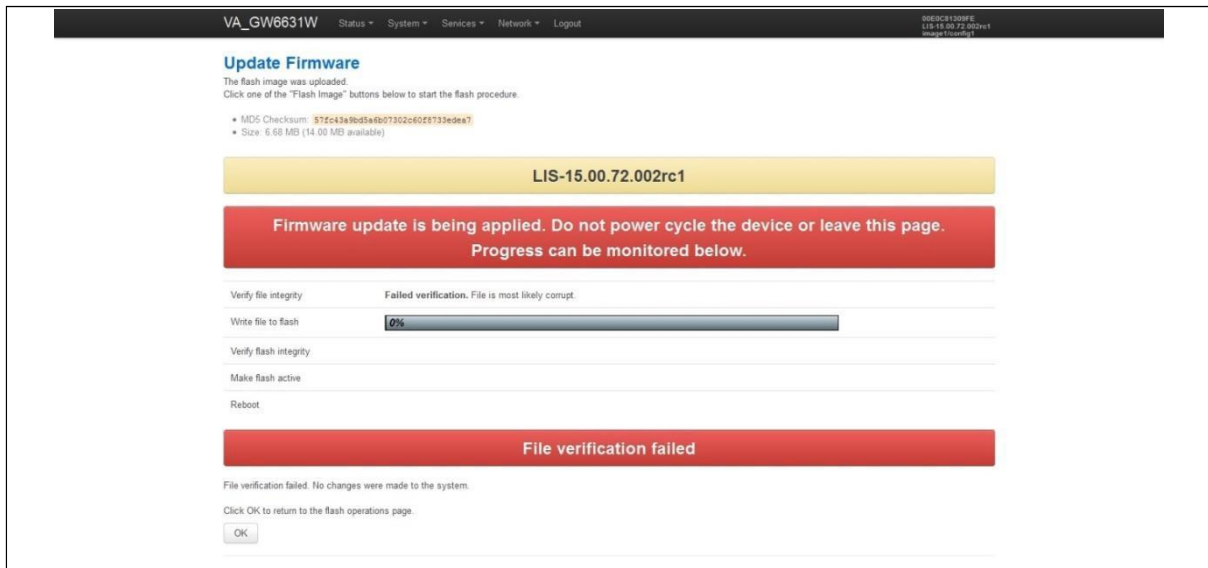 VA_GW6631W Status System Services Network Logout
00E0C81309FE
LIS-15.00.72.002rc1
image1/config1
Update Firmware
The flash image was uploaded.
Click one of the "Flash Image" buttons below to start the flash procedure.
• MD5 Checksum: 57fc43a9bd5a6b07302c60f8733edea7
• Size: 6.68 MB (14.00 MB available)
LIS-15.00.72.002rc1
Firmware update is being applied. Do not power cycle the device or leave this page.
Progress can be monitored below.
Verify file integrity Failed verification. File is most likely corrupt.
Write file to flash 0%
Verify flash integrity
Make flash active
Reboot
File verification failed
File verification failed. No changes were made to the system.
Click OK to return to the flash operations page.
OK